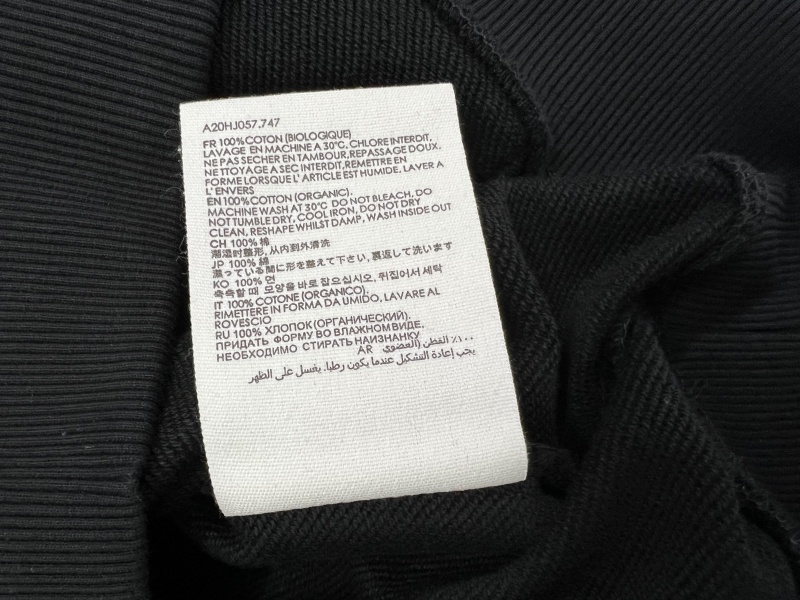 A20HJ057.747
FR 100% COTON (BIOLOGIQUE)
LAVAGE EN MACHINE A 30°C, CHLORE INTERDIT,
NE PAS SECHER EN TAMBOUR, REPASSAGE DOUX.
NETTOYAGE A SEC INTERDIT, REMETTRE EN
FORME LORSQUE L'ARTICLE EST HUMIDE, LAVER A
L'ENVERS
EN 100% COTTON (ORGANIC).
MACHINE WASH AT 30°C DO NOT BLEACH, DO
NOT TUMBLE DRY, COOL IRON, DO NOT DRY
CLEAN, RESHAPE WHILST DAMP, WASH INSIDE OUT
CH 100% 棉
潮湿时整形, 从内到外清洗
JP 100% 綿
濕っている間に形を整えて下さい, 裏返して洗います
KO 100% 면
축축할 때 모양을 바로 잡으십시오, 뒤집어서 세탁
IT 100% COTONE (ORGANICO).
RIMETTERE IN FORMA DA UMIDO, LAVARE AL
ROVESCIO
RU 100% ХЛОПОК (ОРГАНИЧЕСКИЙ).
ПРИДАТЬ ФОРМУ ВО ВЛАЖНОМ ВИДЕ.
НЕОБХОДИМО СТИРАТЬ НАИЗНАНКУ
١٠٠٪ القطن (العضوي AR
يجب إعادة التشكيل عندما يكون رطبا. يغسل على الظهر